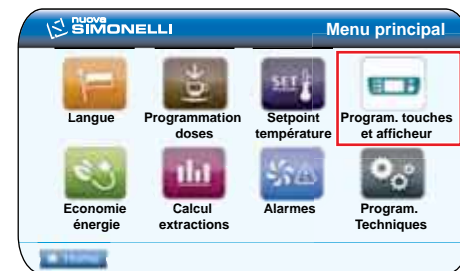 nuova
SIMONELLI
Menu principal
SET
Langue
Programmation
doses
Setpoint
température
Program. touches
et afficheur
Economie
énergie
Calcul
extractions
Alarmes
Program.
Techniques
Home